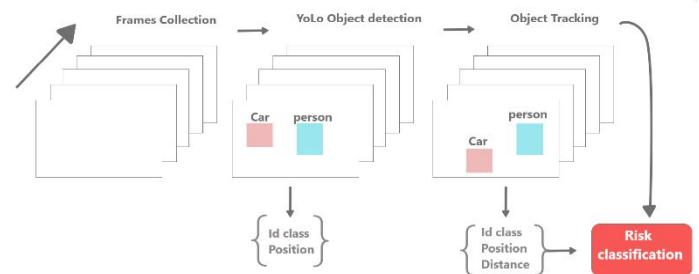 Frames Collection
YoLo Object detection
Object Tracking
Car
person
Car
person
Id class
Position
Id class
Position
Distance
Risk
classification